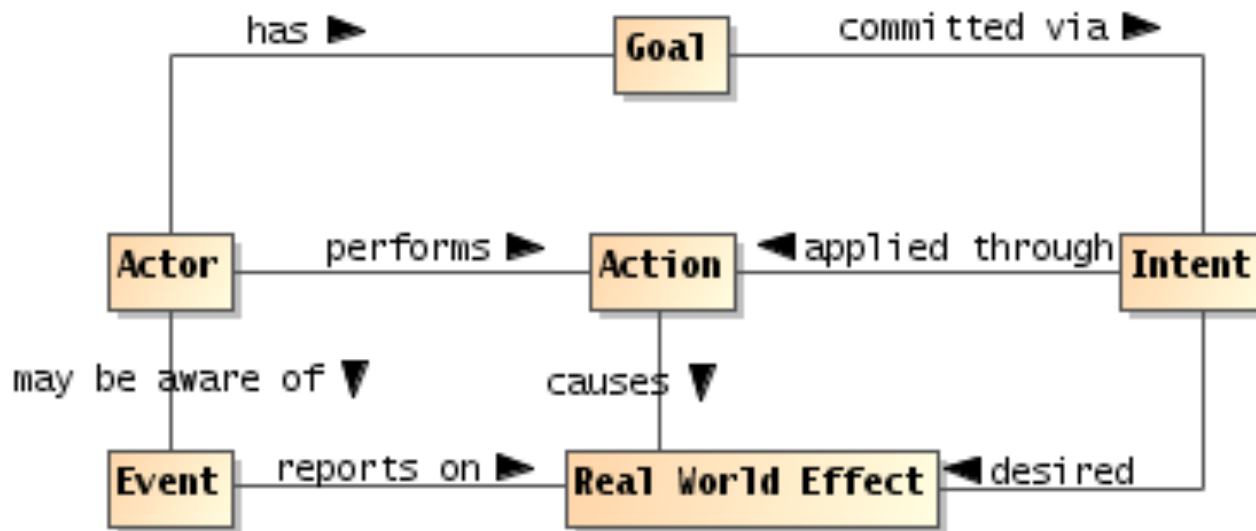 has ▶
Goal
committed via ▶
Actor
performs ▶
Action
◀ applied through
Intent
may be aware of ▼
causes ▼
Event
reports on ▶
Real World Effect
◀ desired